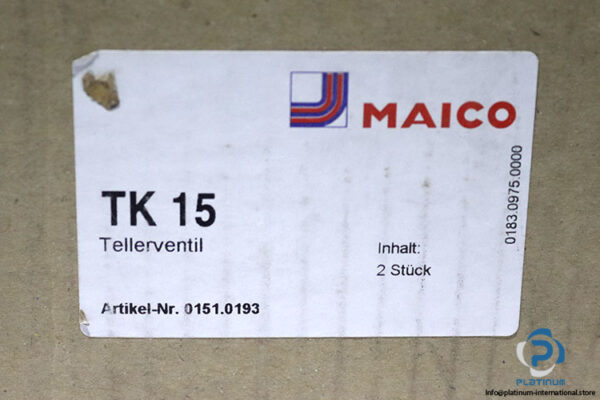 MAICO
TK 15
Tellerventil
Inhalt:
2 Stück
Artikel-Nr. 0151.0193
0183.0975.0000
PLATINUM
info@platinum-international.store